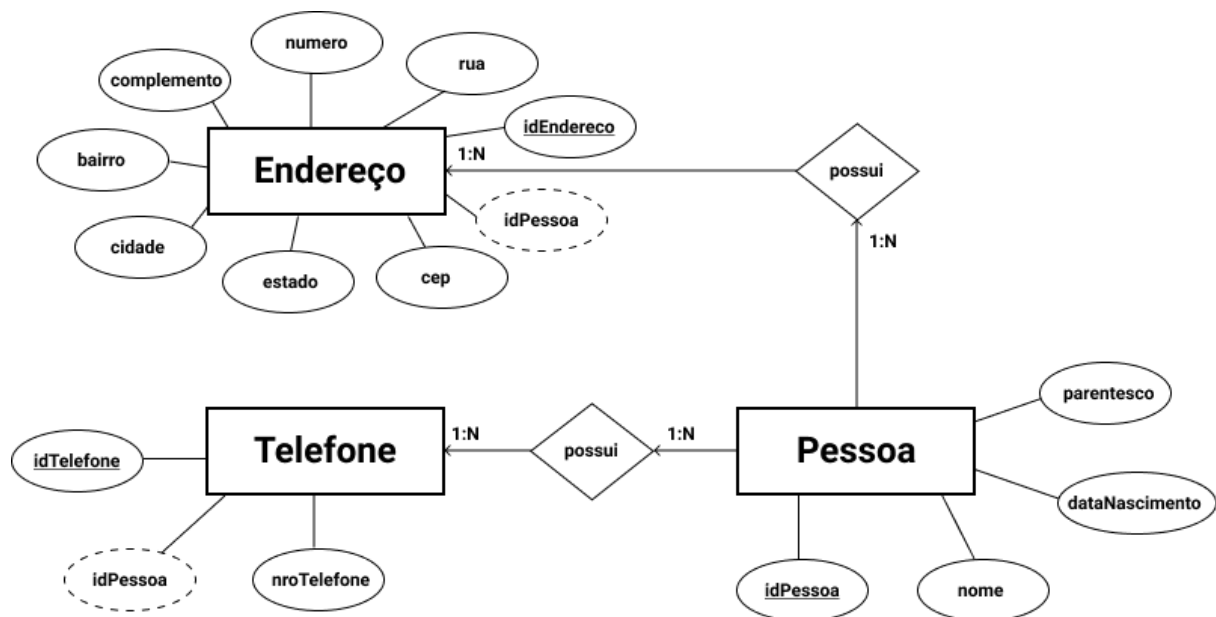 numero
rua
complemento
idEndereco
Endereço
1:N
bairro
possui
idPessoa
1:N
cidade
estado
cep
parentesco
Telefone
1:N
possui
1:N
Pessoa
idTelefone
dataNascimento
idPessoa
nroTelefone
idPessoa
nome